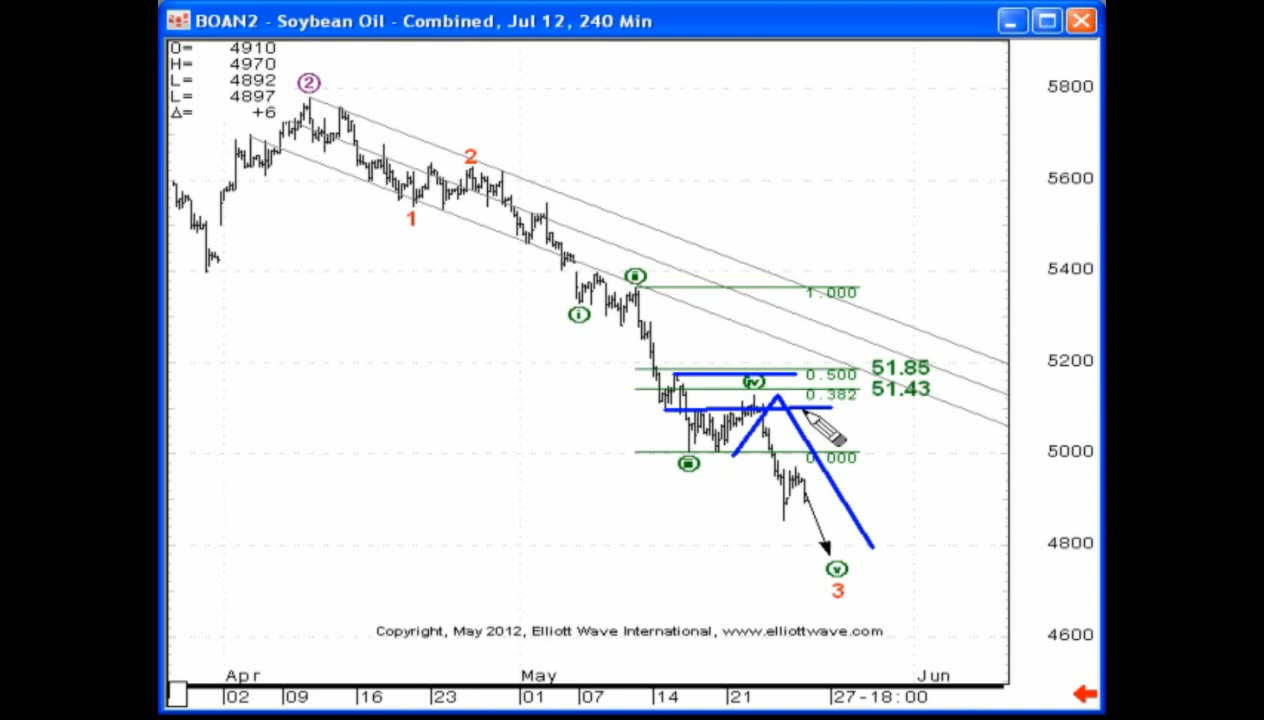 BOAN2 - Soybean Oil - Combined, Jul 12, 240 Min
O= 4910
H= 4970
L= 4892
L= 4897
Δ= +6
5800
5600
5400
5200
5000
4800
4600
2
2
1
ii
i
1.000
51.85
0.500
iv
51.43
0.382
iii
0.000
v
3
Copyright, May 2012, Elliott Wave International, www.elliottwave.com
Apr May Jun
02 09 16 23 01 07 14 21 27-18:00